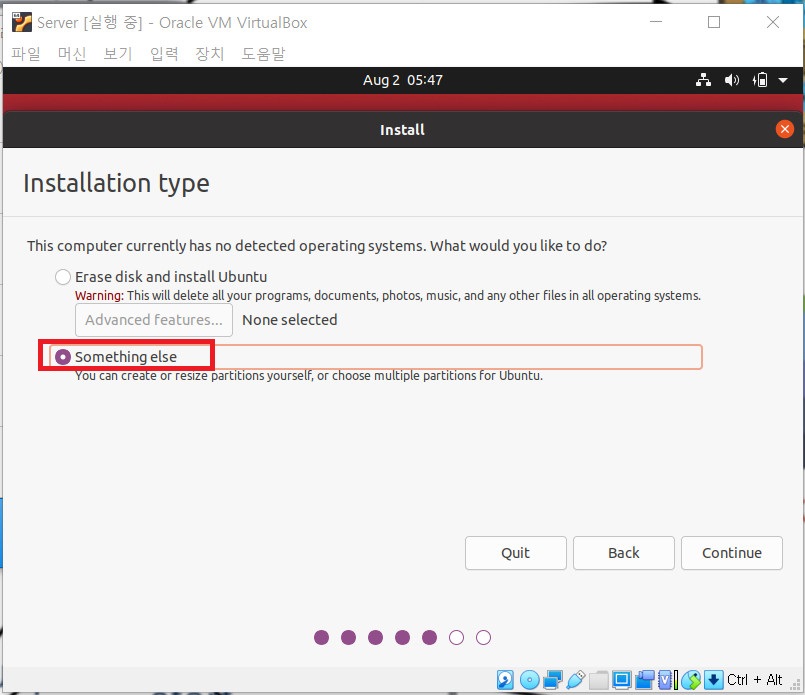 Server [실행 중] - Oracle VM VirtualBox
파일 머신 보기 입력 장치 도움말
Aug 2 05:47
Install
Installation type
This computer currently has no detected operating systems. What would you like to do?
Erase disk and install Ubuntu
Warning: This will delete all your programs, documents, photos, music, and any other files in all operating systems.
Advanced features... None selected
Something else
You can create or resize partitions yourself, or choose multiple partitions for Ubuntu.
Quit Back Continue
Ctrl + Alt